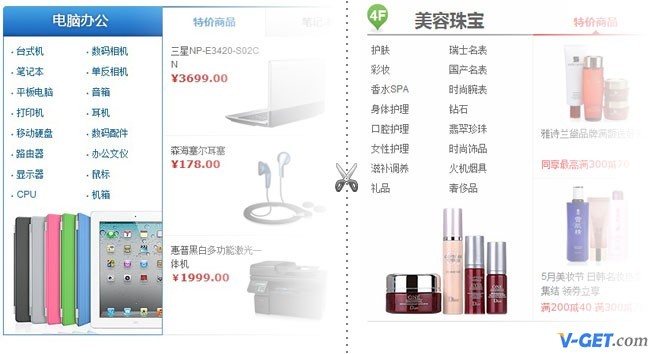 电脑办公
特价商品
笔记本
台式机
数码相机
笔记本
单反相机
平板电脑
音箱
打印机
耳机
移动硬盘
数码配件
路由器
办公文仪
显示器
鼠标
CPU
机箱
三星NP-E3420-S02C
N
¥3699.00
森海塞尔耳塞
¥178.00
惠普黑白多功能激光一
体机
¥1999.00
4F
美容珠宝
特价商品
护肤
瑞士名表
彩妆
国产名表
香水SPA
时尚腕表
身体护理
钻石
口腔护理
翡翠珍珠
女性护理
时尚饰品
滋补调养
火机烟具
礼品
奢侈品
雅诗兰黛品牌满额
同享最高满300减70
5月美妆节 日韩名妆
集结 领券立享
满200减40 满300
Dior
V-GET.com